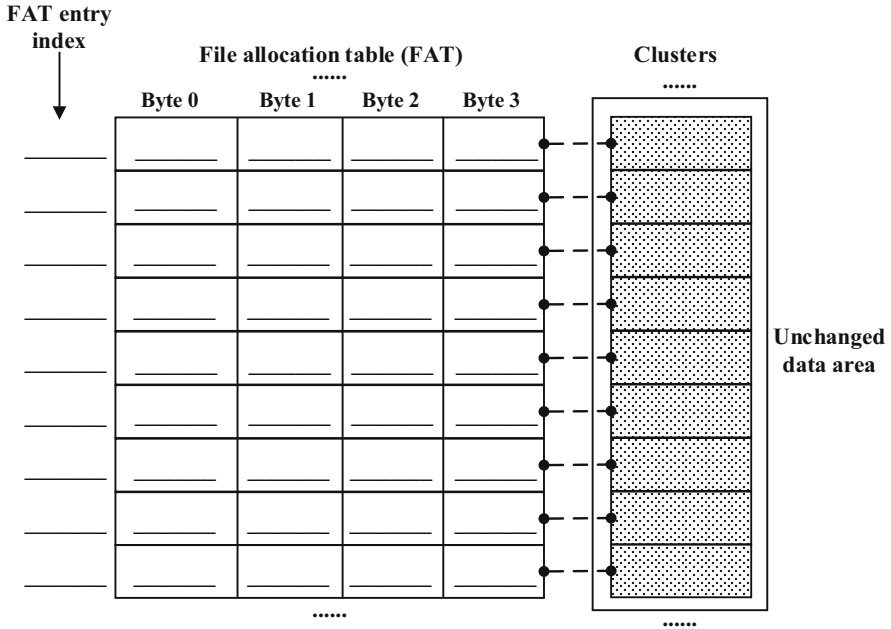 FAT entry
index
File allocation table (FAT)
......
Byte 0 Byte 1 Byte 2 Byte 3
Clusters
......
Unchanged
data area
......
......